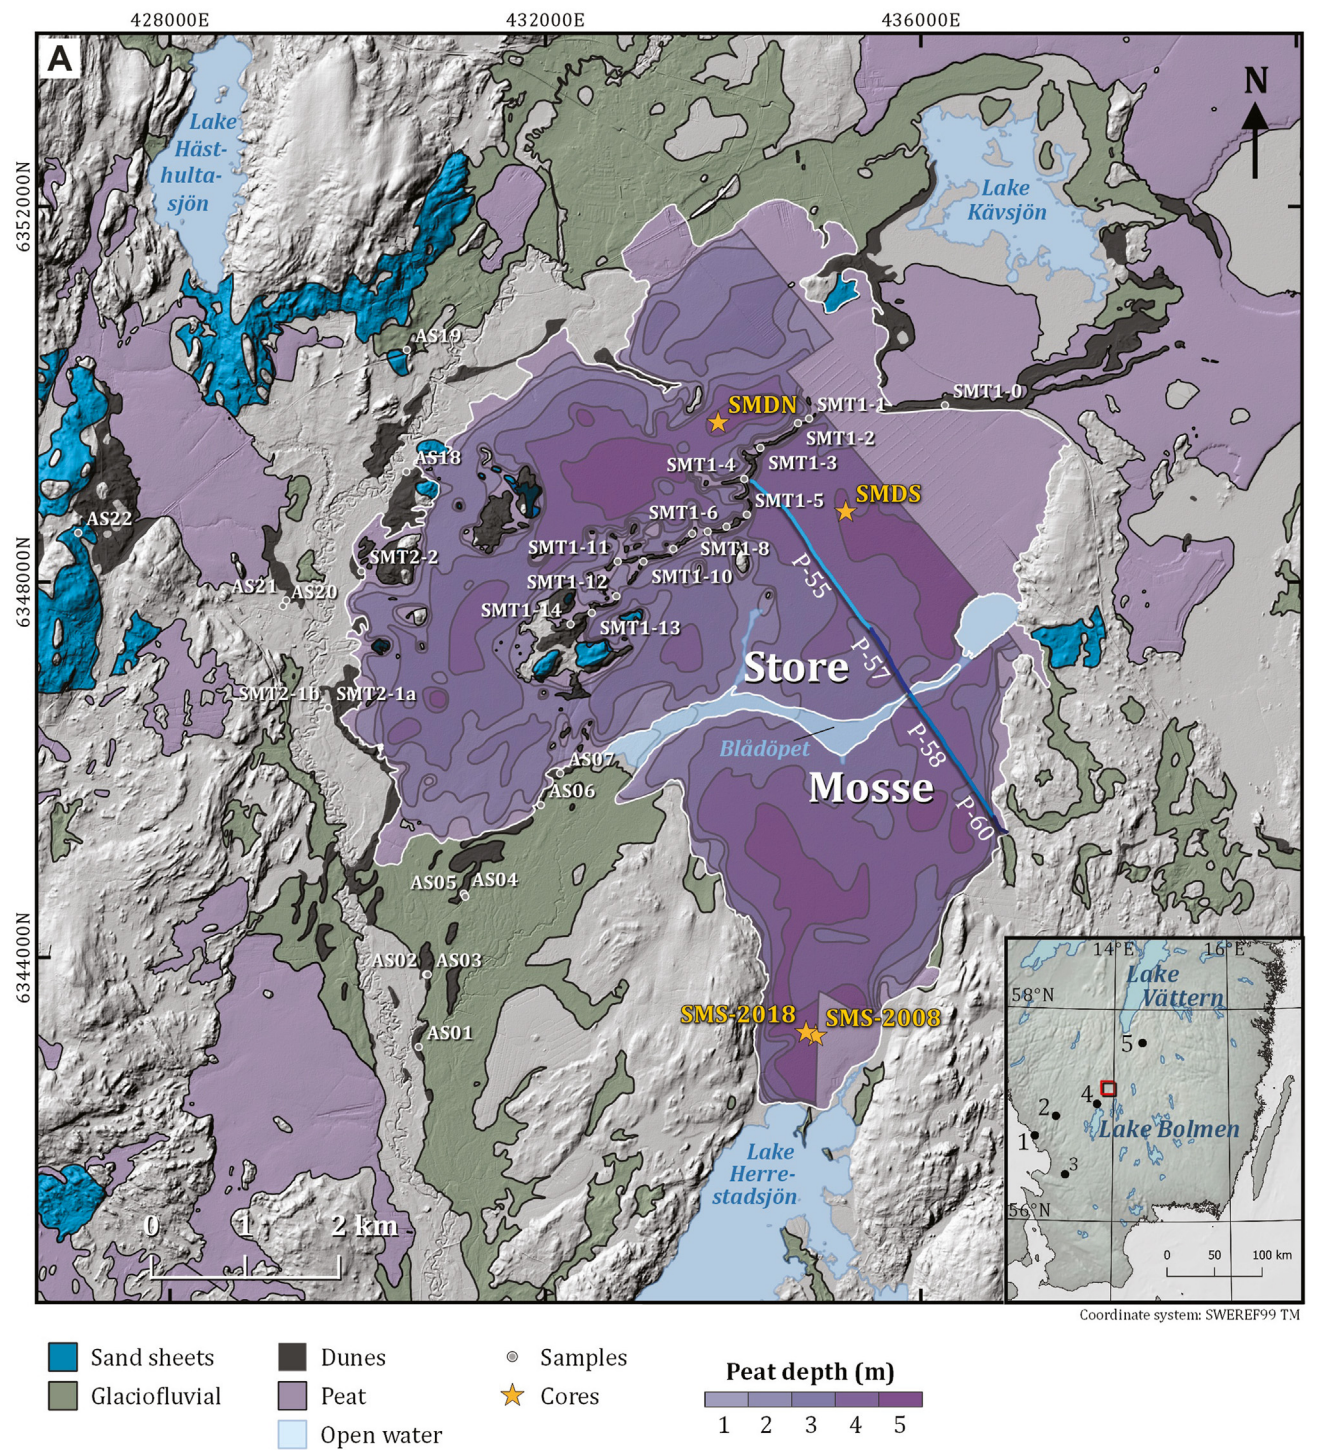 428000E
432000E
436000E
A
N
6352000N
6348000N
6344000N
Lake
Häst-
hulta-
sjön
Lake
Kävsjön
AS19
SMT1-0
SMDN
SMT1-1
SMT1-2
SMT1-3
AS18
SMT1-4
SMDS
SMT1-5
SMT1-6
AS22
SMT1-11
SMT1-8
SMT2-2
SMT1-10
P-55
SMT1-12
AS21
AS20
SMT1-14
SMT1-13
Store
P-57
SMT2-1b
SMT2-1a
Blådöpet
P-58
AS07
Mosse
AS06
P-60
AS05
AS04
AS02
AS03
SMS-2018
SMS-2008
AS01
Lake
Herre-
stadsjön
0 1 2 km
14°E
16°E
Lake
Vättern
58°N
5
4
2
Lake Bolmen
1
3
56°N
0 50 100 km
Coordinate system: SWEREF99 TM
Sand sheets
Dunes
Samples
Glaciofluvial
Peat
Cores
Open water
Peat depth (m)
1 2 3 4 5